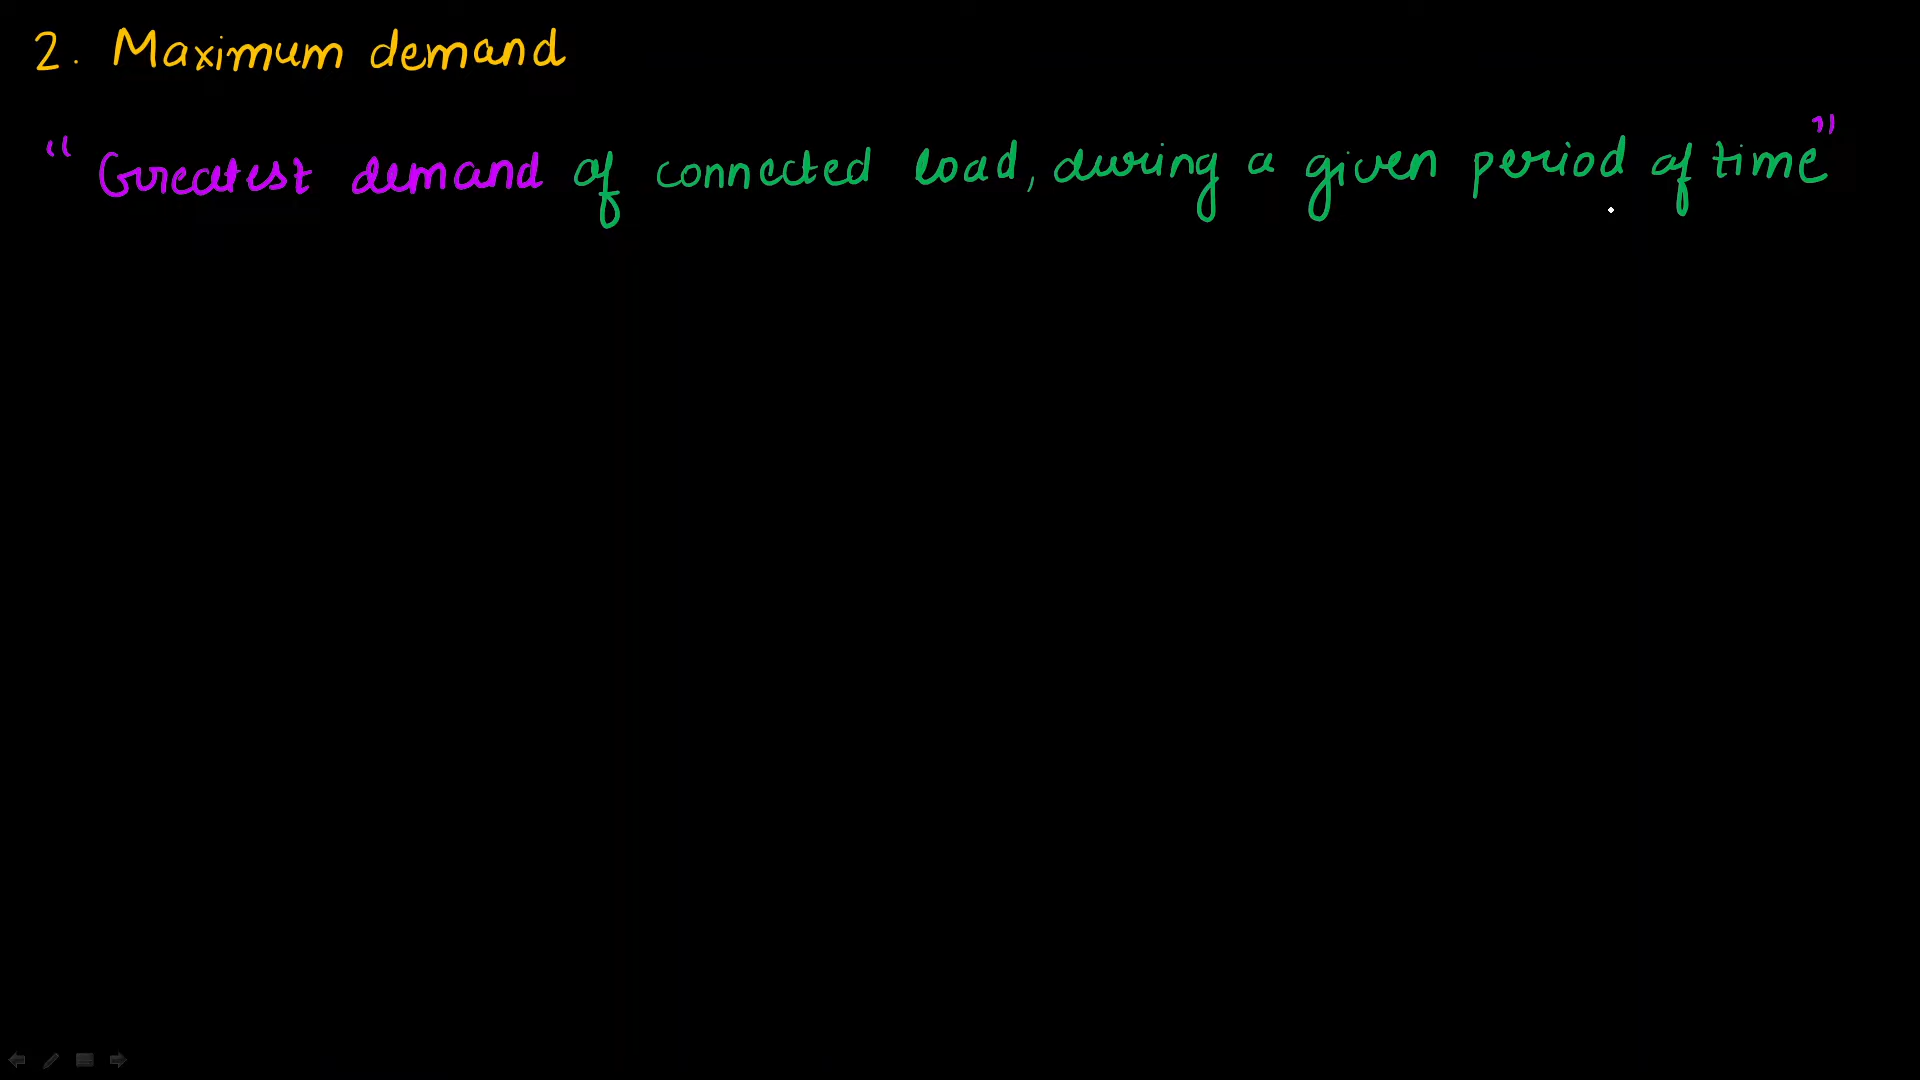 2. Maximum demand
“ Greatest demand of connected load, during a given period of time ”